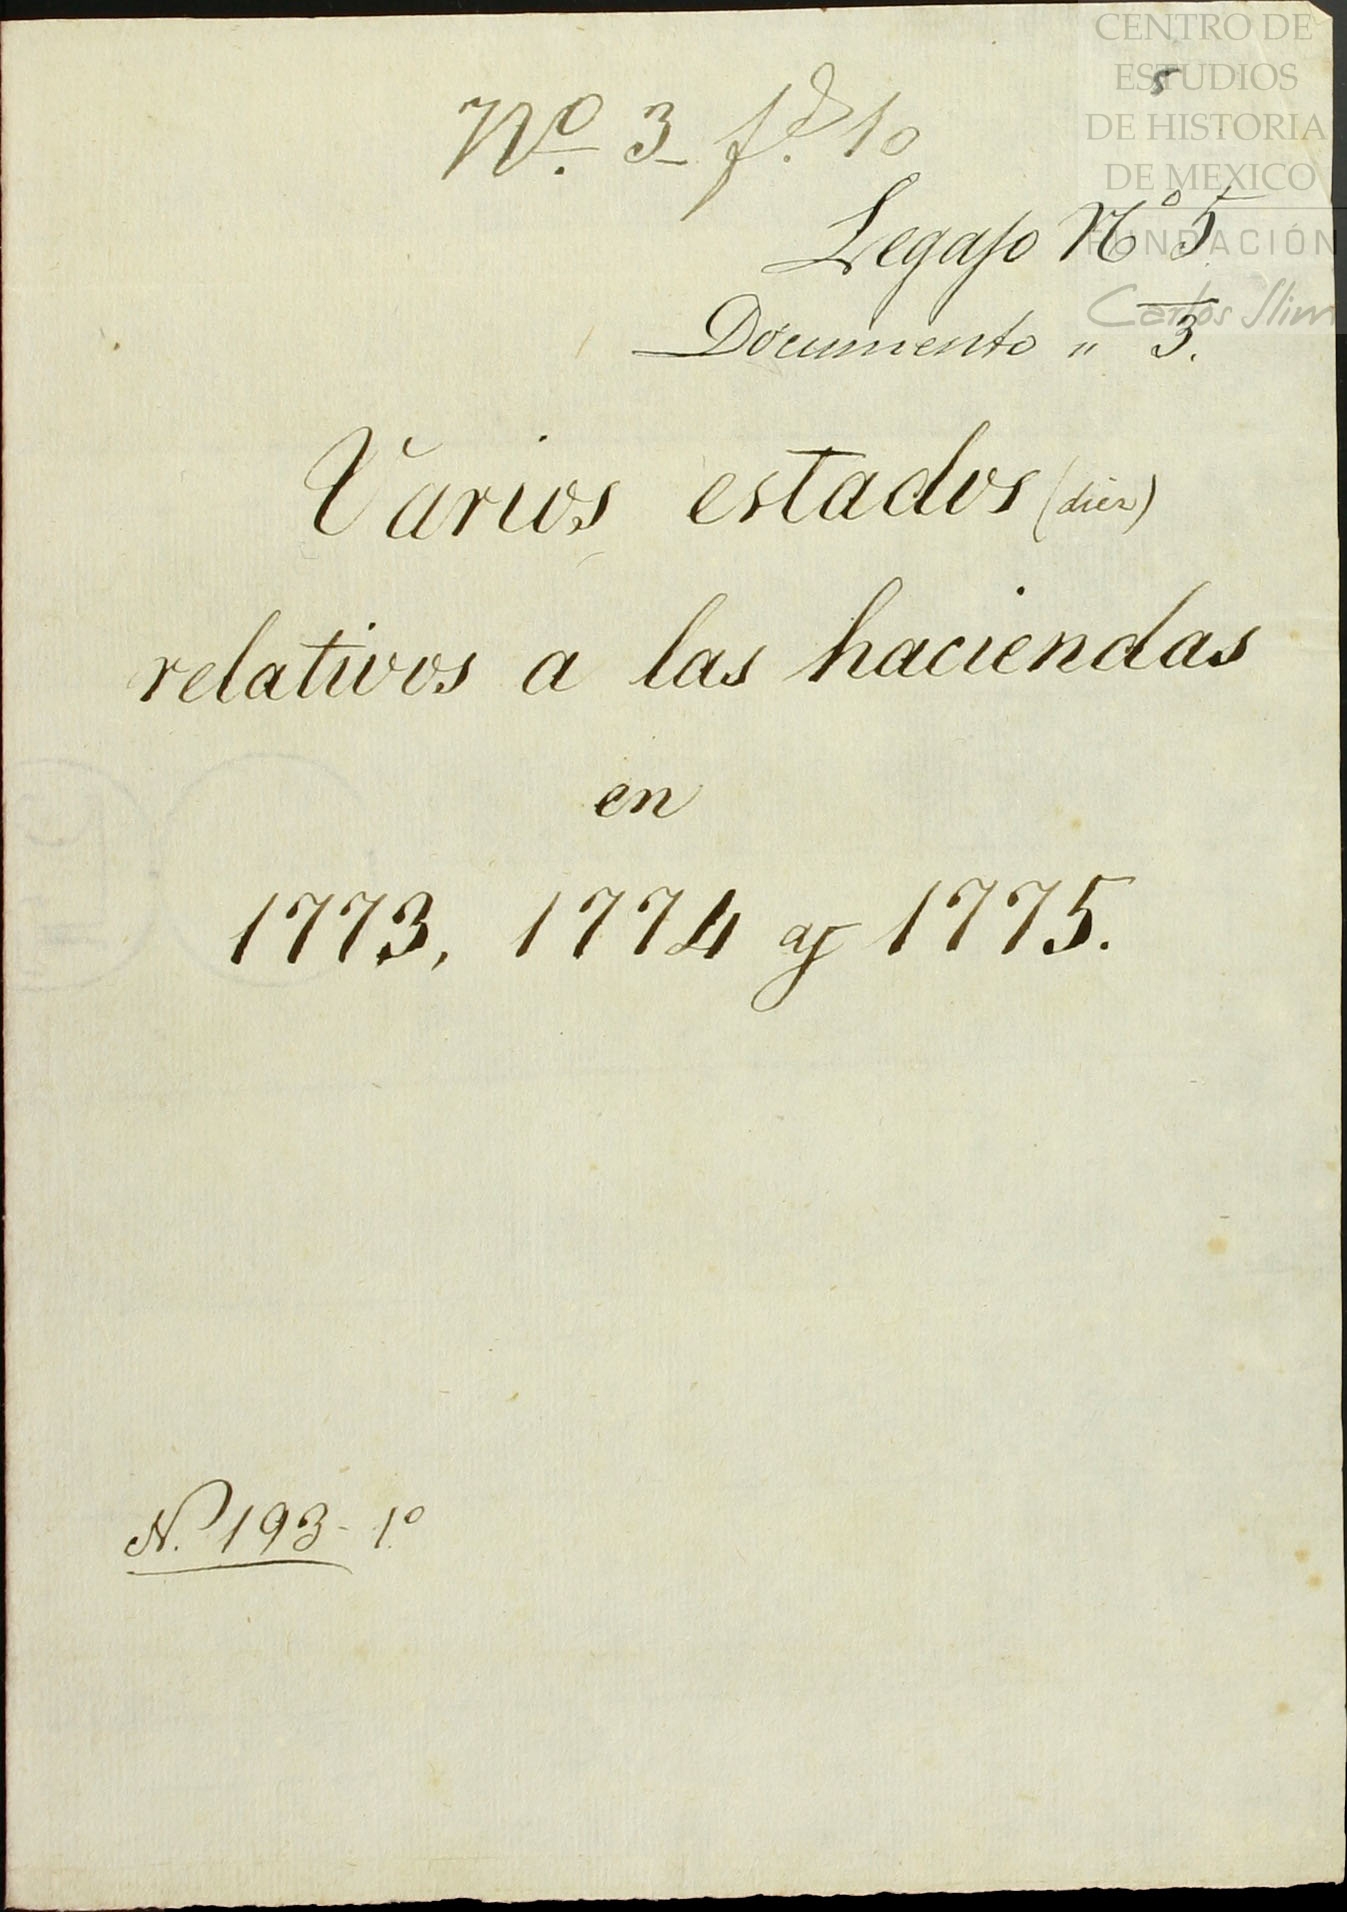 CENTRO DE
ESTUDIOS
DE HISTORIA
DE MEXICO
FUNDACIÓN
Carlos Slim
5
Nº. 3 f.s 10
Legajo Nº 5.
Documento " 3.
Varios estados (diez)
relativos a las haciendas
en
1773, 1774 y 1775.
N. 193 - 1º